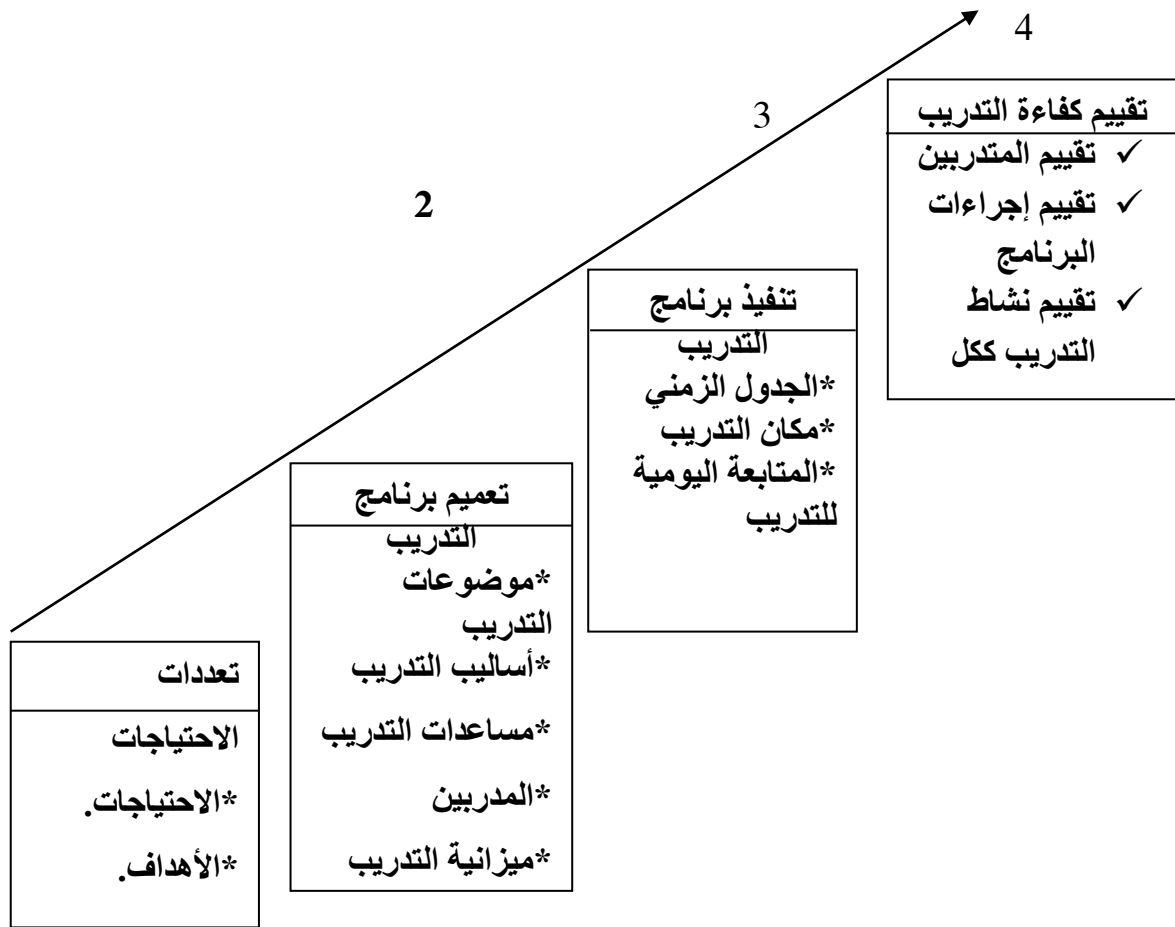 4
تقييم كفاءة التدريب
✓ تقييم المتدربين
✓ تقييم إجراءات
البرنامج
✓ تقييم نشاط
التدريب ككل
3
تنفيذ برنامج
التدريب
*الجدول الزمني
*مكان التدريب
*المتابعة اليومية
للتدريب
2
تعميم برنامج
التدريب
*موضوعات
التدريب
*أساليب التدريب
*مساعدات التدريب
*المدربين
*ميزانية التدريب
تعددات
الاحتياجات
*الاحتياجات.
*الأهداف.